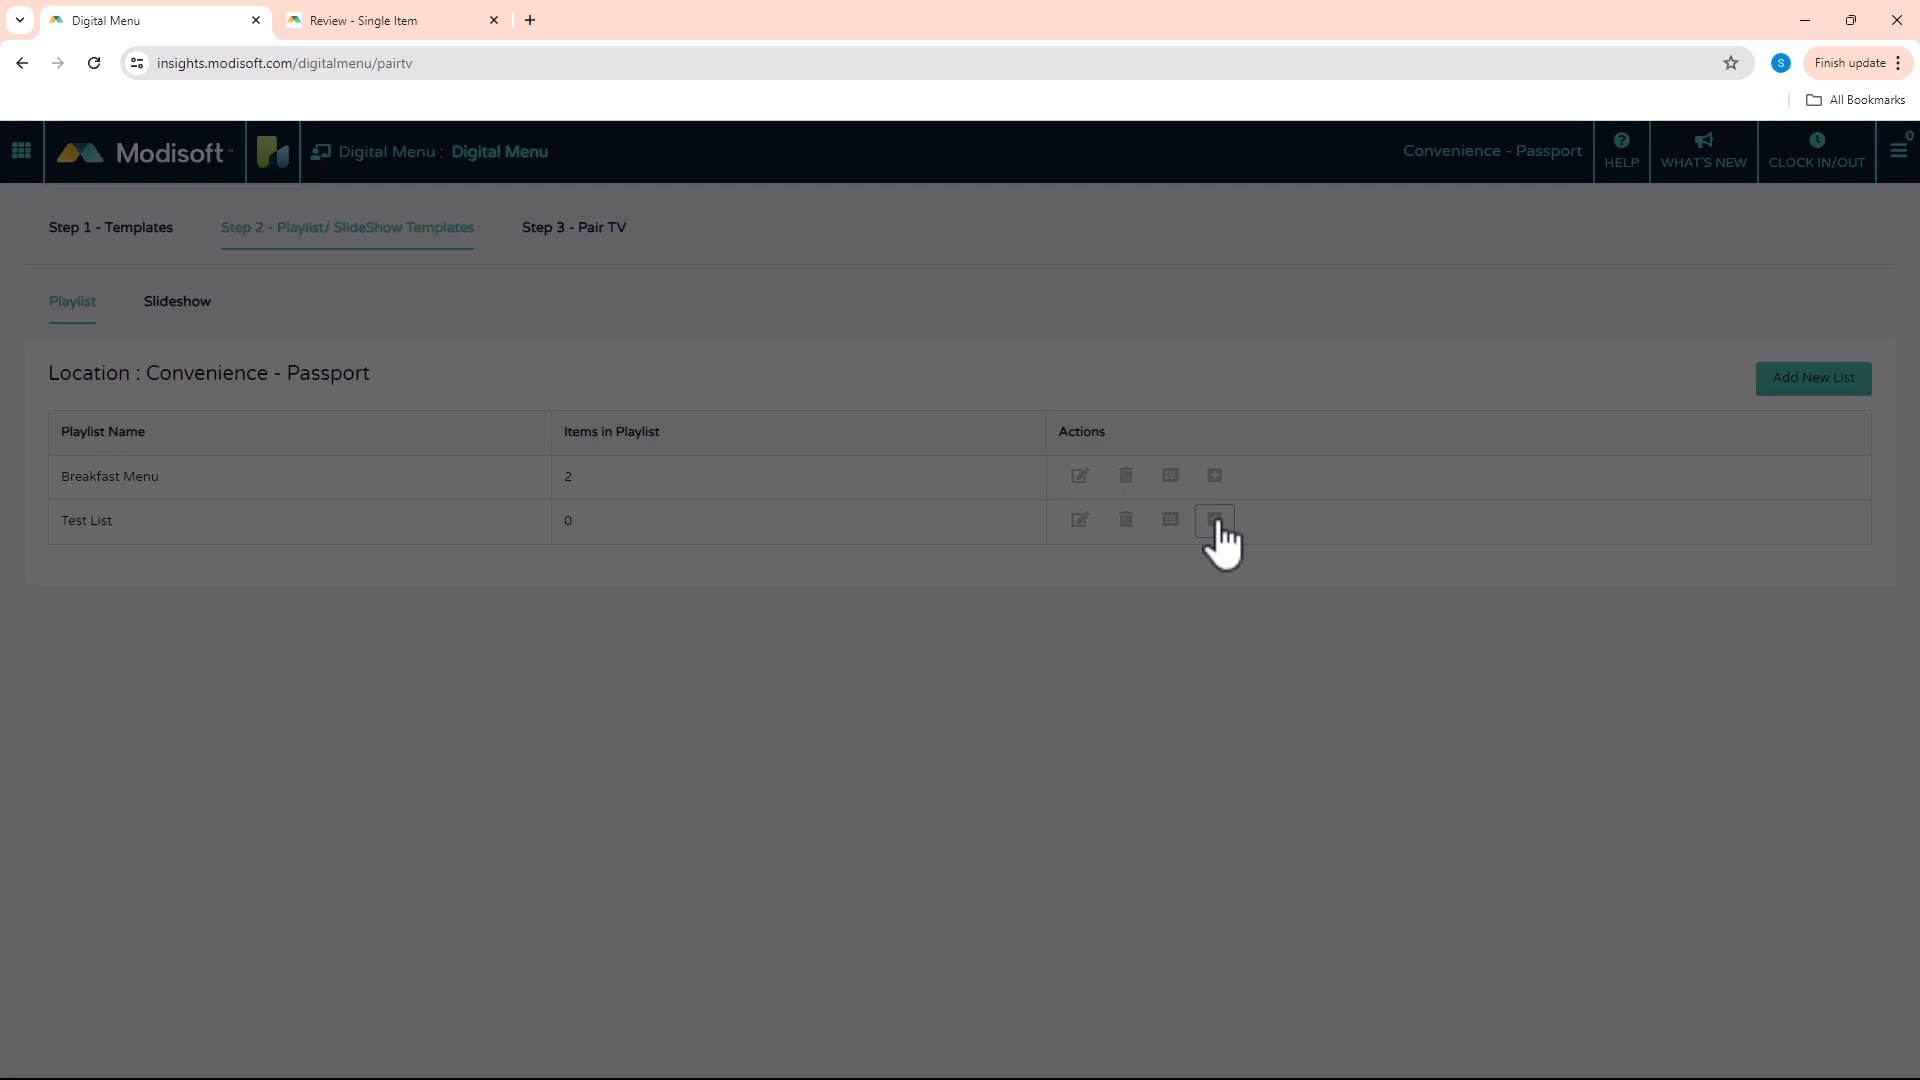 Digital Menu
Review - Single Item
insights.modisoft.com/digitalmenu/pairtv
S
Finish update
All Bookmarks
Modisoft™
Digital Menu : Digital Menu
Convenience - Passport
HELP
WHAT'S NEW
CLOCK IN/OUT
0
Step 1 - Templates
Step 2 - Playlist/ SlideShow Templates
Step 3 - Pair TV
Playlist
Slideshow
Location : Convenience - Passport
Add New List
Playlist Name
Items in Playlist
Actions
Breakfast Menu
2
Test List
0